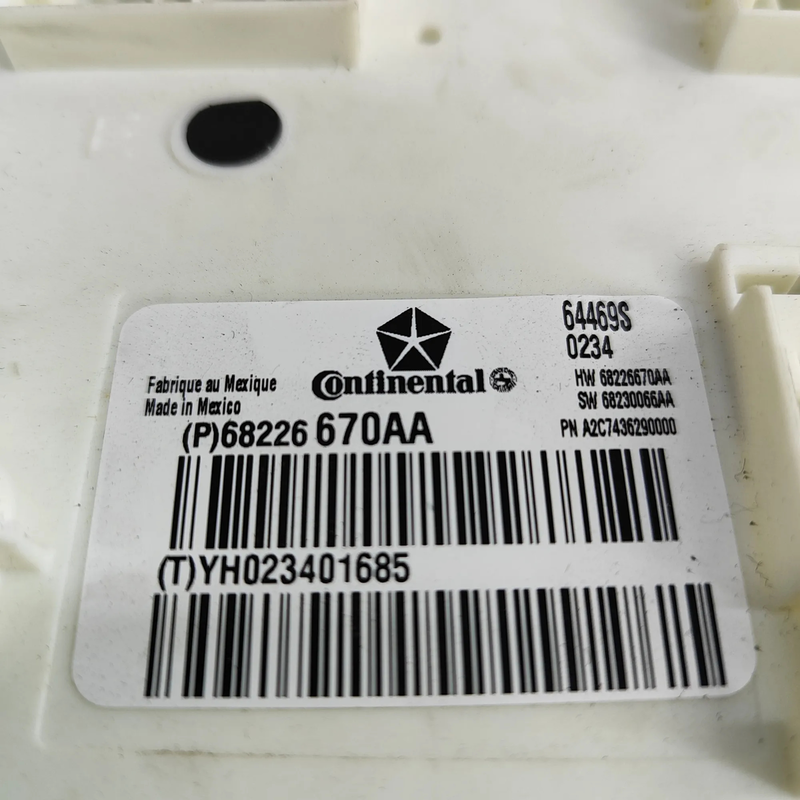 64469S
0234
Fabrique au Mexique
Made in Mexico
Continental
HW 68226670AA
SW 68230066AA
PN A2C7436290000
(P)68226 670AA
(T)YH023401685